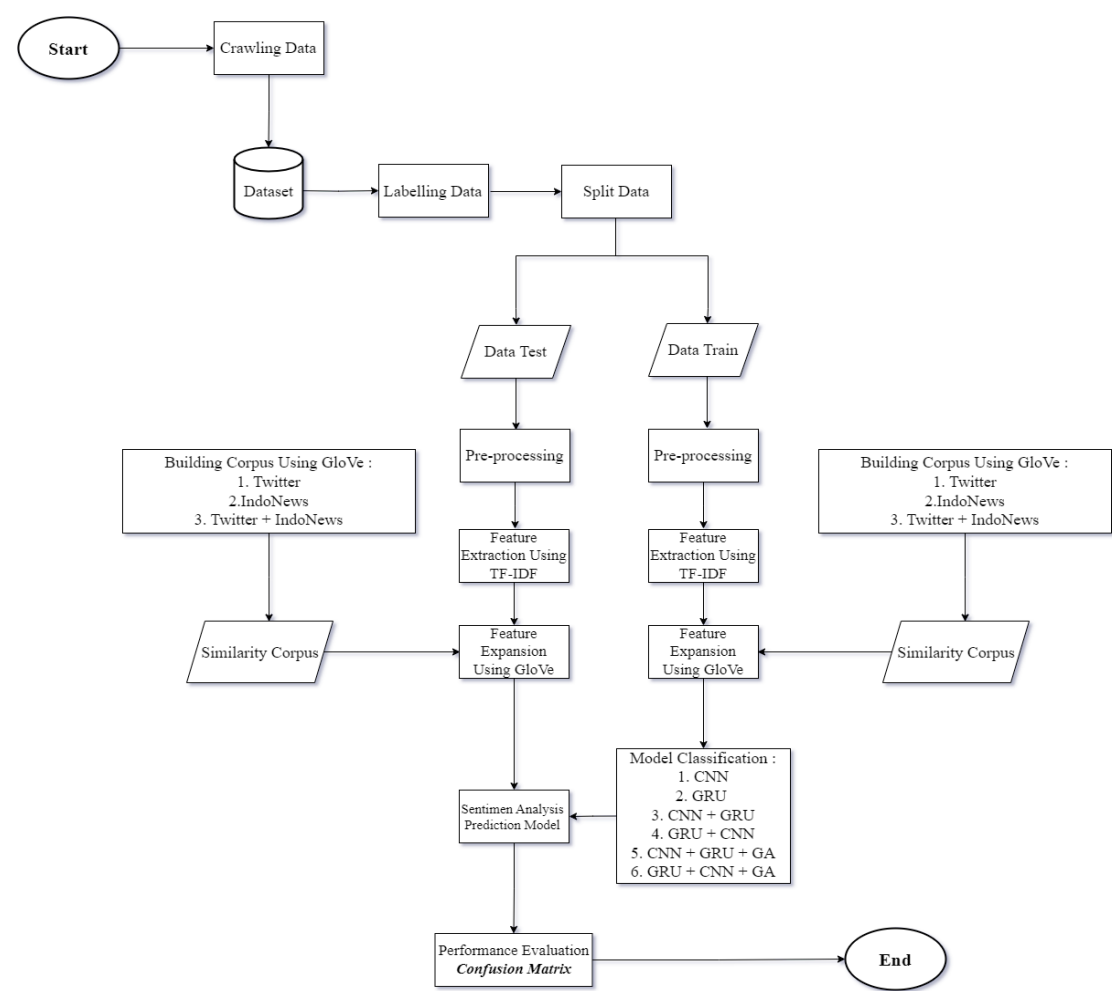 Start
Crawling Data
Dataset
Labelling Data
Split Data
Data Test
Data Train
Building Corpus Using GloVe :
1. Twitter
2.IndoNews
3. Twitter + IndoNews
Pre-processing
Pre-processing
Building Corpus Using GloVe :
1. Twitter
2.IndoNews
3. Twitter + IndoNews
Feature
Extraction Using
TF-IDF
Feature
Extraction Using
TF-IDF
Similarity Corpus
Feature
Expansion
Using GloVe
Feature
Expansion
Using GloVe
Similarity Corpus
Sentimen Analysis
Prediction Model
Model Classification :
1. CNN
2. GRU
3. CNN + GRU
4. GRU + CNN
5. CNN + GRU + GA
6. GRU + CNN + GA
Performance Evaluation
Confusion Matrix
End